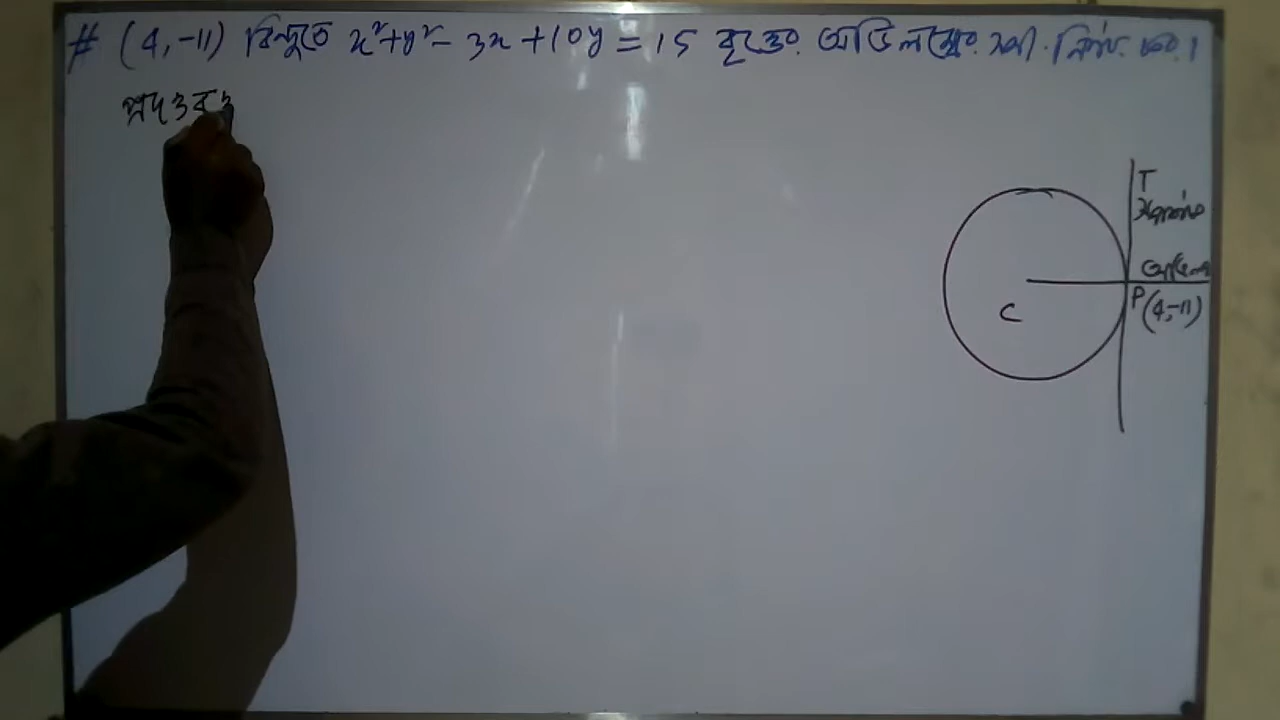 # (4,-11) বিন্দুতে x²+y²- 3x +10y = 15 বৃত্তের অভিলম্বের সমী. নির্ণয় কর।
প্রদত্ত বৃ
T
স্পর্শক
অভিলম্ব
P(4,-11)
C